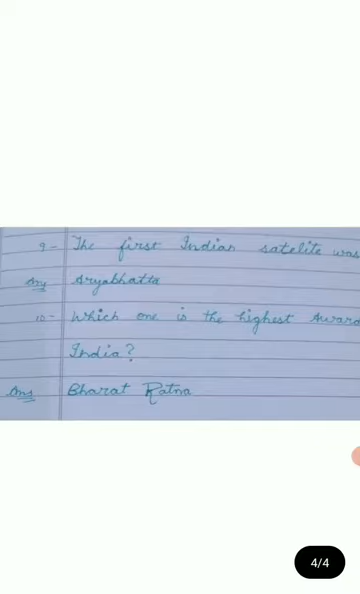 9- The first Indian satelite was
Ans Aryabhatta
10- Which one is the highest Award
India?
Ans Bharat Ratna
4/4